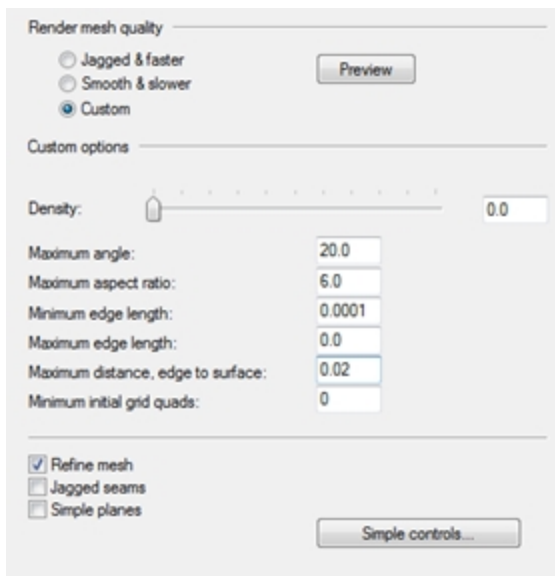 Render mesh quality
Jagged & faster
Preview
Smooth & slower
Custom
Custom options
Density: 0.0
Maximum angle: 20.0
Maximum aspect ratio: 6.0
Minimum edge length: 0.0001
Maximum edge length: 0.0
Maximum distance, edge to surface: 0.02
Minimum initial grid quads: 0
Refine mesh
Jagged seams
Simple planes
Simple controls...